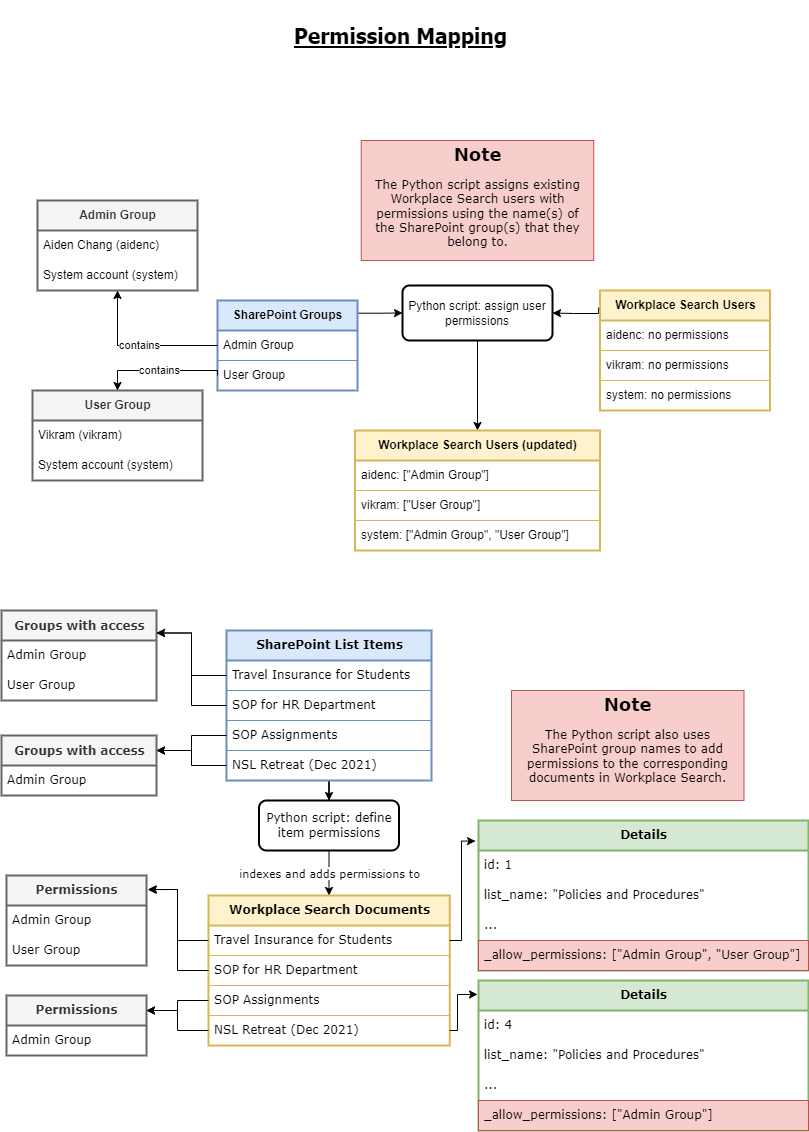 Permission Mapping
Note
The Python script assigns existing
Workplace Search users with
permissions using the name(s) of
the SharePoint group(s) that they
belong to.
Admin Group
Aiden Chang (aidenc)
System account (system)
SharePoint Groups
Admin Group
User Group
contains
contains
User Group
Vikram (vikram)
System account (system)
Python script: assign user
permissions
Workplace Search Users
aidenc: no permissions
vikram: no permissions
system: no permissions
Workplace Search Users (updated)
aidenc: ["Admin Group"]
vikram: ["User Group"]
system: ["Admin Group", "User Group"]
Groups with access
Admin Group
User Group
Groups with access
Admin Group
SharePoint List Items
Travel Insurance for Students
SOP for HR Department
SOP Assignments
NSL Retreat (Dec 2021)
Note
The Python script also uses
SharePoint group names to add
permissions to the corresponding
documents in Workplace Search.
Python script: define
item permissions
indexes and adds permissions to
Permissions
Admin Group
User Group
Permissions
Admin Group
Workplace Search Documents
Travel Insurance for Students
SOP for HR Department
SOP Assignments
NSL Retreat (Dec 2021)
Details
id: 1
list_name: "Policies and Procedures"
...
_allow_permissions: ["Admin Group", "User Group"]
Details
id: 4
list_name: "Policies and Procedures"
...
_allow_permissions: ["Admin Group"]